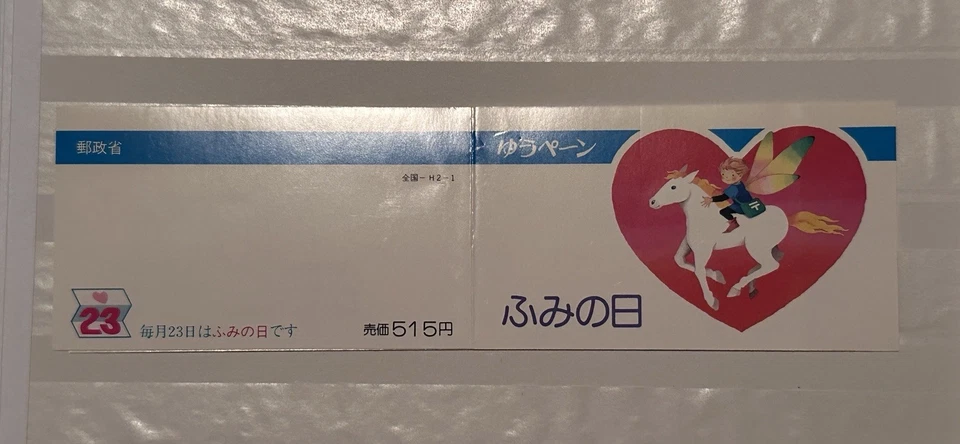 郵政省
全国－H2－1
23
毎月23日はふみの日です
売価515円
ゆうペーン
ふみの日